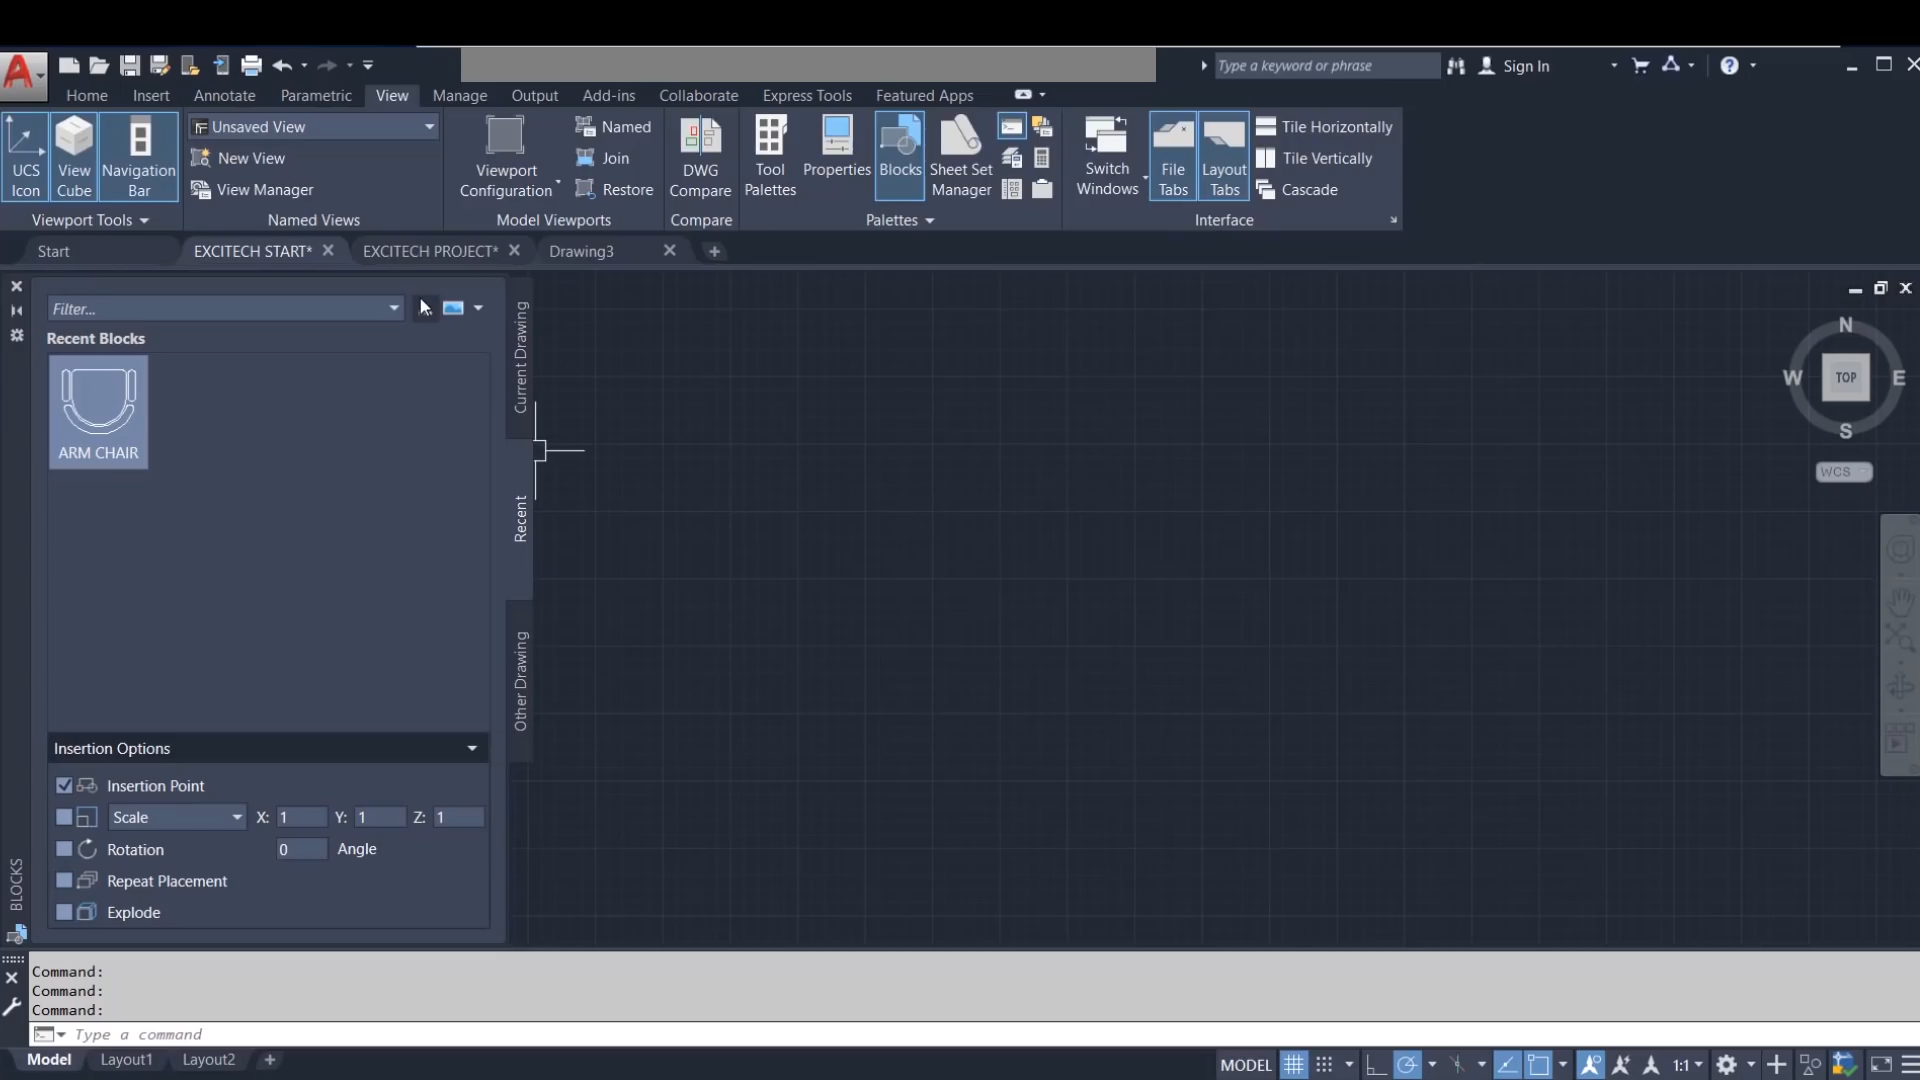 Type a keyword or phrase
Sign In
Home Insert Annotate Parametric View Manage Output Add-ins Collaborate Express Tools Featured Apps
UCS Icon
View Cube
Navigation Bar
Viewport Tools
Unsaved View
New View
View Manager
Named Views
Viewport Configuration
Named
Join
Restore
Model Viewports
DWG Compare
Compare
Tool Palettes
Properties
Blocks
Sheet Set Manager
Palettes
Switch Windows
File Tabs
Layout Tabs
Tile Horizontally
Tile Vertically
Cascade
Interface
Start EXCITECH START* EXCITECH PROJECT* Drawing3
Filter...
Recent Blocks
ARM CHAIR
Current Drawing
Recent
Other Drawing
Insertion Options
Insertion Point
Scale X: 1 Y: 1 Z: 1
Rotation 0 Angle
Repeat Placement
Explode
BLOCKS
N
W TOP E
S
WCS
Command:
Command:
Command:
Type a command
Model Layout1 Layout2
MODEL 1:1